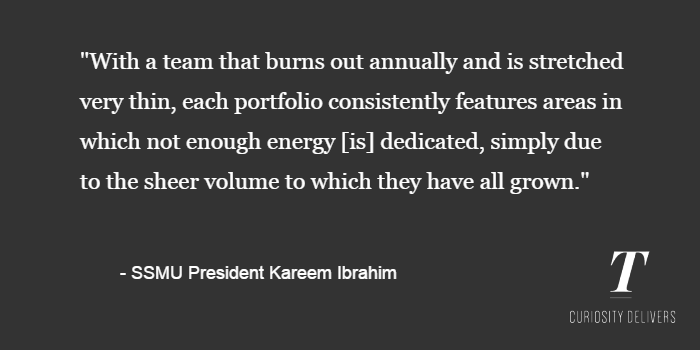 "With a team that burns out annually and is stretched
very thin, each portfolio consistently features areas in
which not enough energy [is] dedicated, simply due
to the sheer volume to which they have all grown."
- SSMU President Kareem Ibrahim
T
CURIOSITY DELIVERS